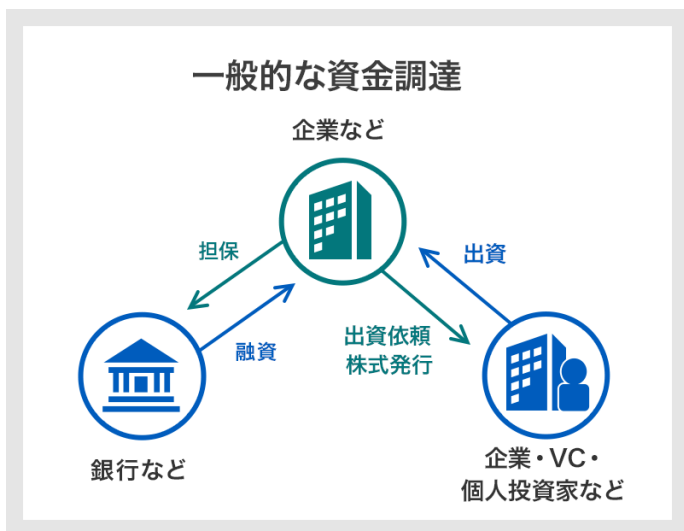 一般的な資金調達
企業など
担保
出資
融資
出資依頼
株式発行
銀行など
企業・VC・
個人投資家など